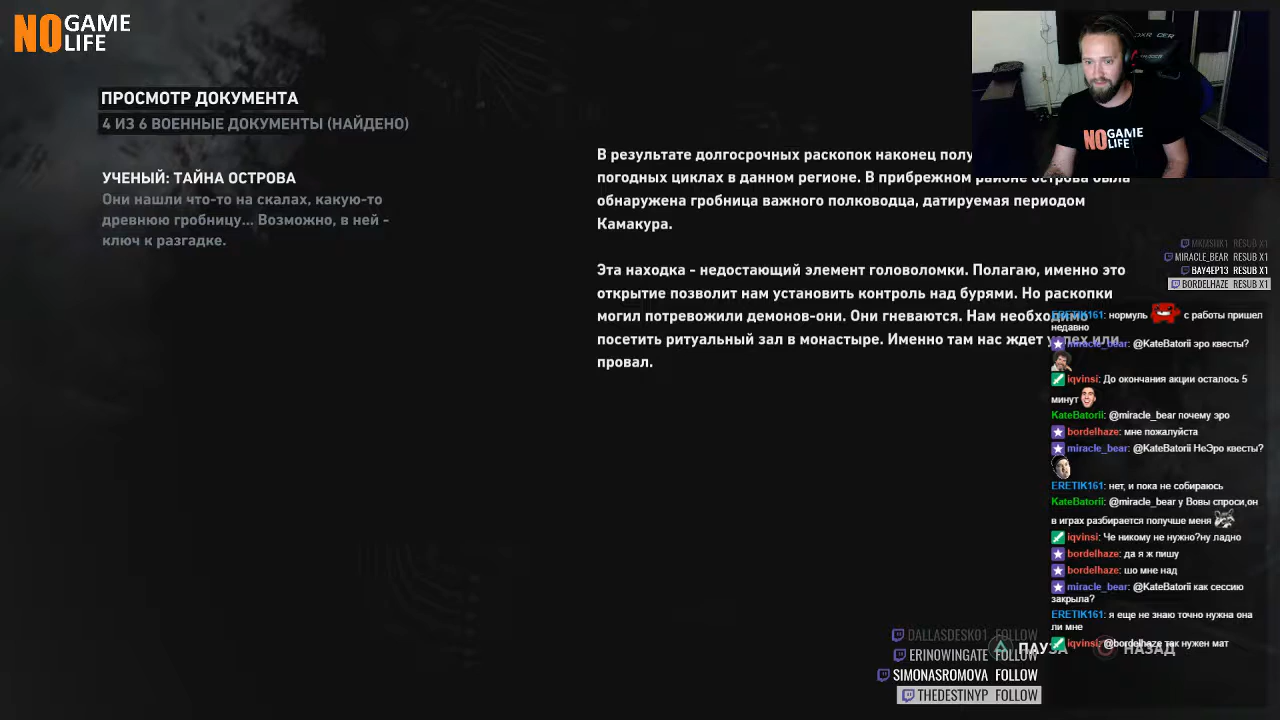 NO GAME LIFE
ПРОСМОТР ДОКУМЕНТА
4 ИЗ 6 ВОЕННЫЕ ДОКУМЕНТЫ (НАЙДЕНО)
УЧЕНЫЙ: ТАЙНА ОСТРОВА
Они нашли что-то на скалах, какую-то
древнюю гробницу... Возможно, в ней -
ключ к разгадке.
В результате долгосрочных раскопок наконец
погодных циклах в данном регионе. В прибрежном районе острова была
обнаружена гробница важного полководца, датируемая периодом
Камакура.
Эта находка - недостающий элемент головоломки. Полагаю, именно это
открытие позволит нам установить контроль над бурями. Но раскопки
могил потревожили демонов-они. Они гневаются. Нам необходимо
посетить ритуальный зал в монастыре. Именно там нас ждет успех или
провал.
NO GAME LIFE
MKMSHK1 RESUB X1
MIRACLE_BEAR RESUB X1
BAY4EP13 RESUB X1
BORDELHAZE RESUB X1
ERETIK161: нормуль с работы пришел
недавно
miracle_bear: @KateBatorii эро квесты?
iqvinsi: До окончания акции осталось 5
минут
KateBatorii: @miracle_bear почему эро
bordelhaze: мне пожалуйста
miracle_bear: @KateBatorii НеЭро квесты?
ERETIK161: нет, и пока не собираюсь
KateBatorii: @miracle_bear у Вовы спроси,он
в играх разбирается получше меня
iqvinsi: Че никому не нужно?ну ладно
bordelhaze: да я ж пишу
bordelhaze: шо мне над
miracle_bear: @KateBatorii как сессию
закрыла?
ERETIK161: я еще не знаю точно нужна она
ли мне
iqvinsi: @bordelhaze так нужен мат
DALLASDESK01 FOLLOW
ERINOWINGATE FOLLOW
SIMONASROMOVA FOLLOW
THEDESTINYP FOLLOW
ПАУЗА
НАЗАД